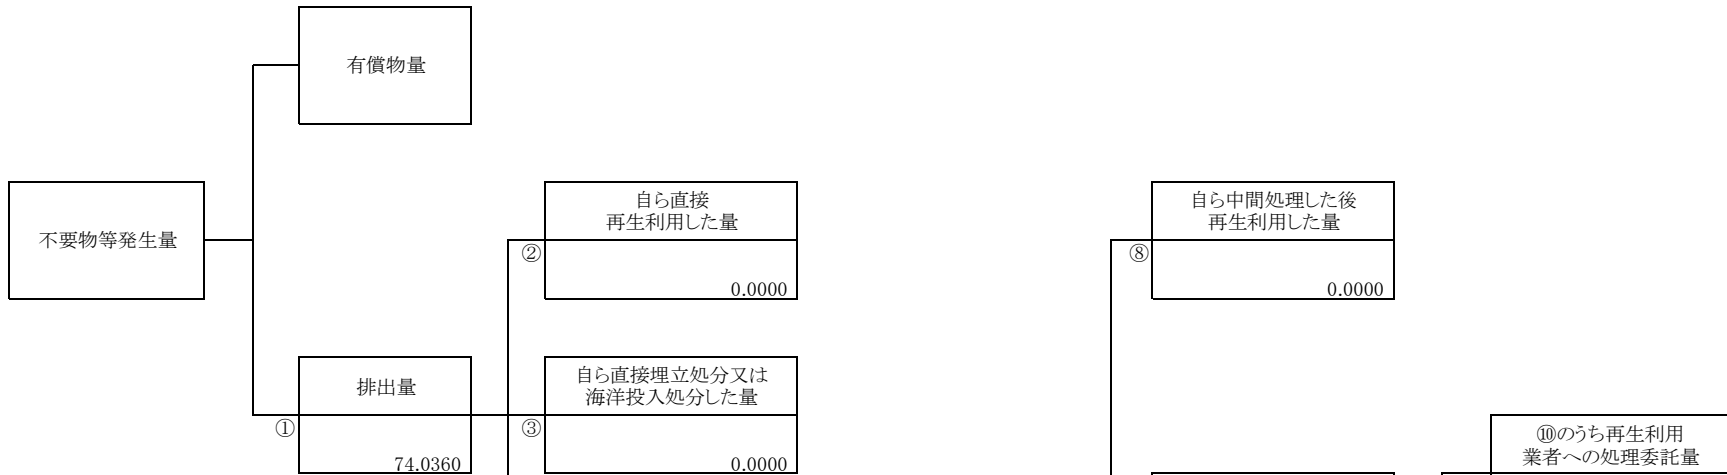 有償物量
不要物等発生量
自ら直接
再生利用した量
②
0.0000
自ら中間処理した後
再生利用した量
⑧
0.0000
排出量
①
74.0360
自ら直接埋立処分又は
海洋投入処分した量
③
0.0000
⑩のうち再生利用
業者への処理委託量